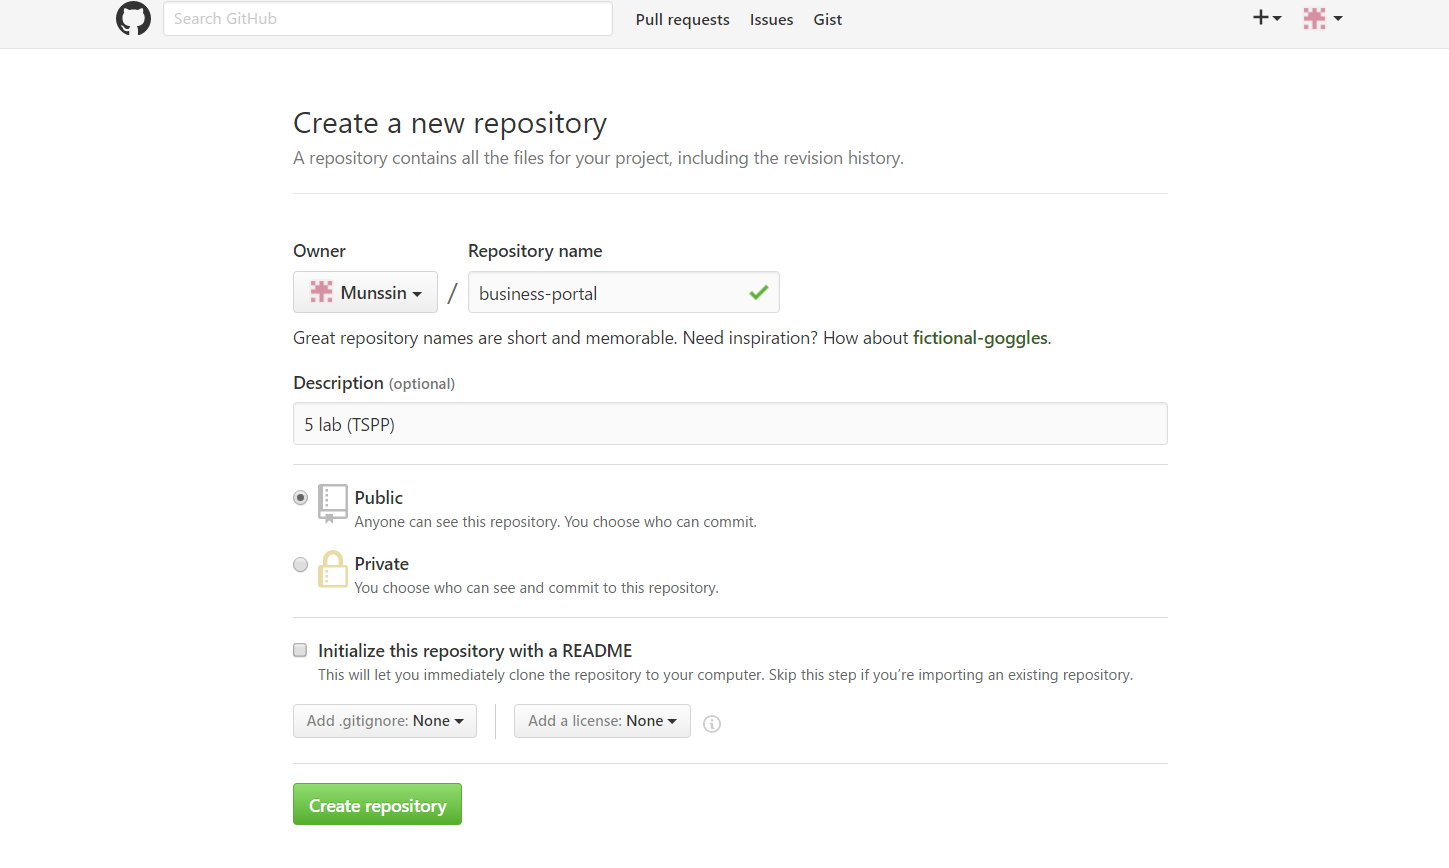 Search GitHub Pull requests Issues Gist
Create a new repository
A repository contains all the files for your project, including the revision history.
Owner Repository name
Munssin / business-portal
Great repository names are short and memorable. Need inspiration? How about fictional-goggles.
Description (optional)
5 lab (TSPP)
Public
Anyone can see this repository. You choose who can commit.
Private
You choose who can see and commit to this repository.
Initialize this repository with a README
This will let you immediately clone the repository to your computer. Skip this step if you’re importing an existing repository.
Add .gitignore: None Add a license: None
Create repository